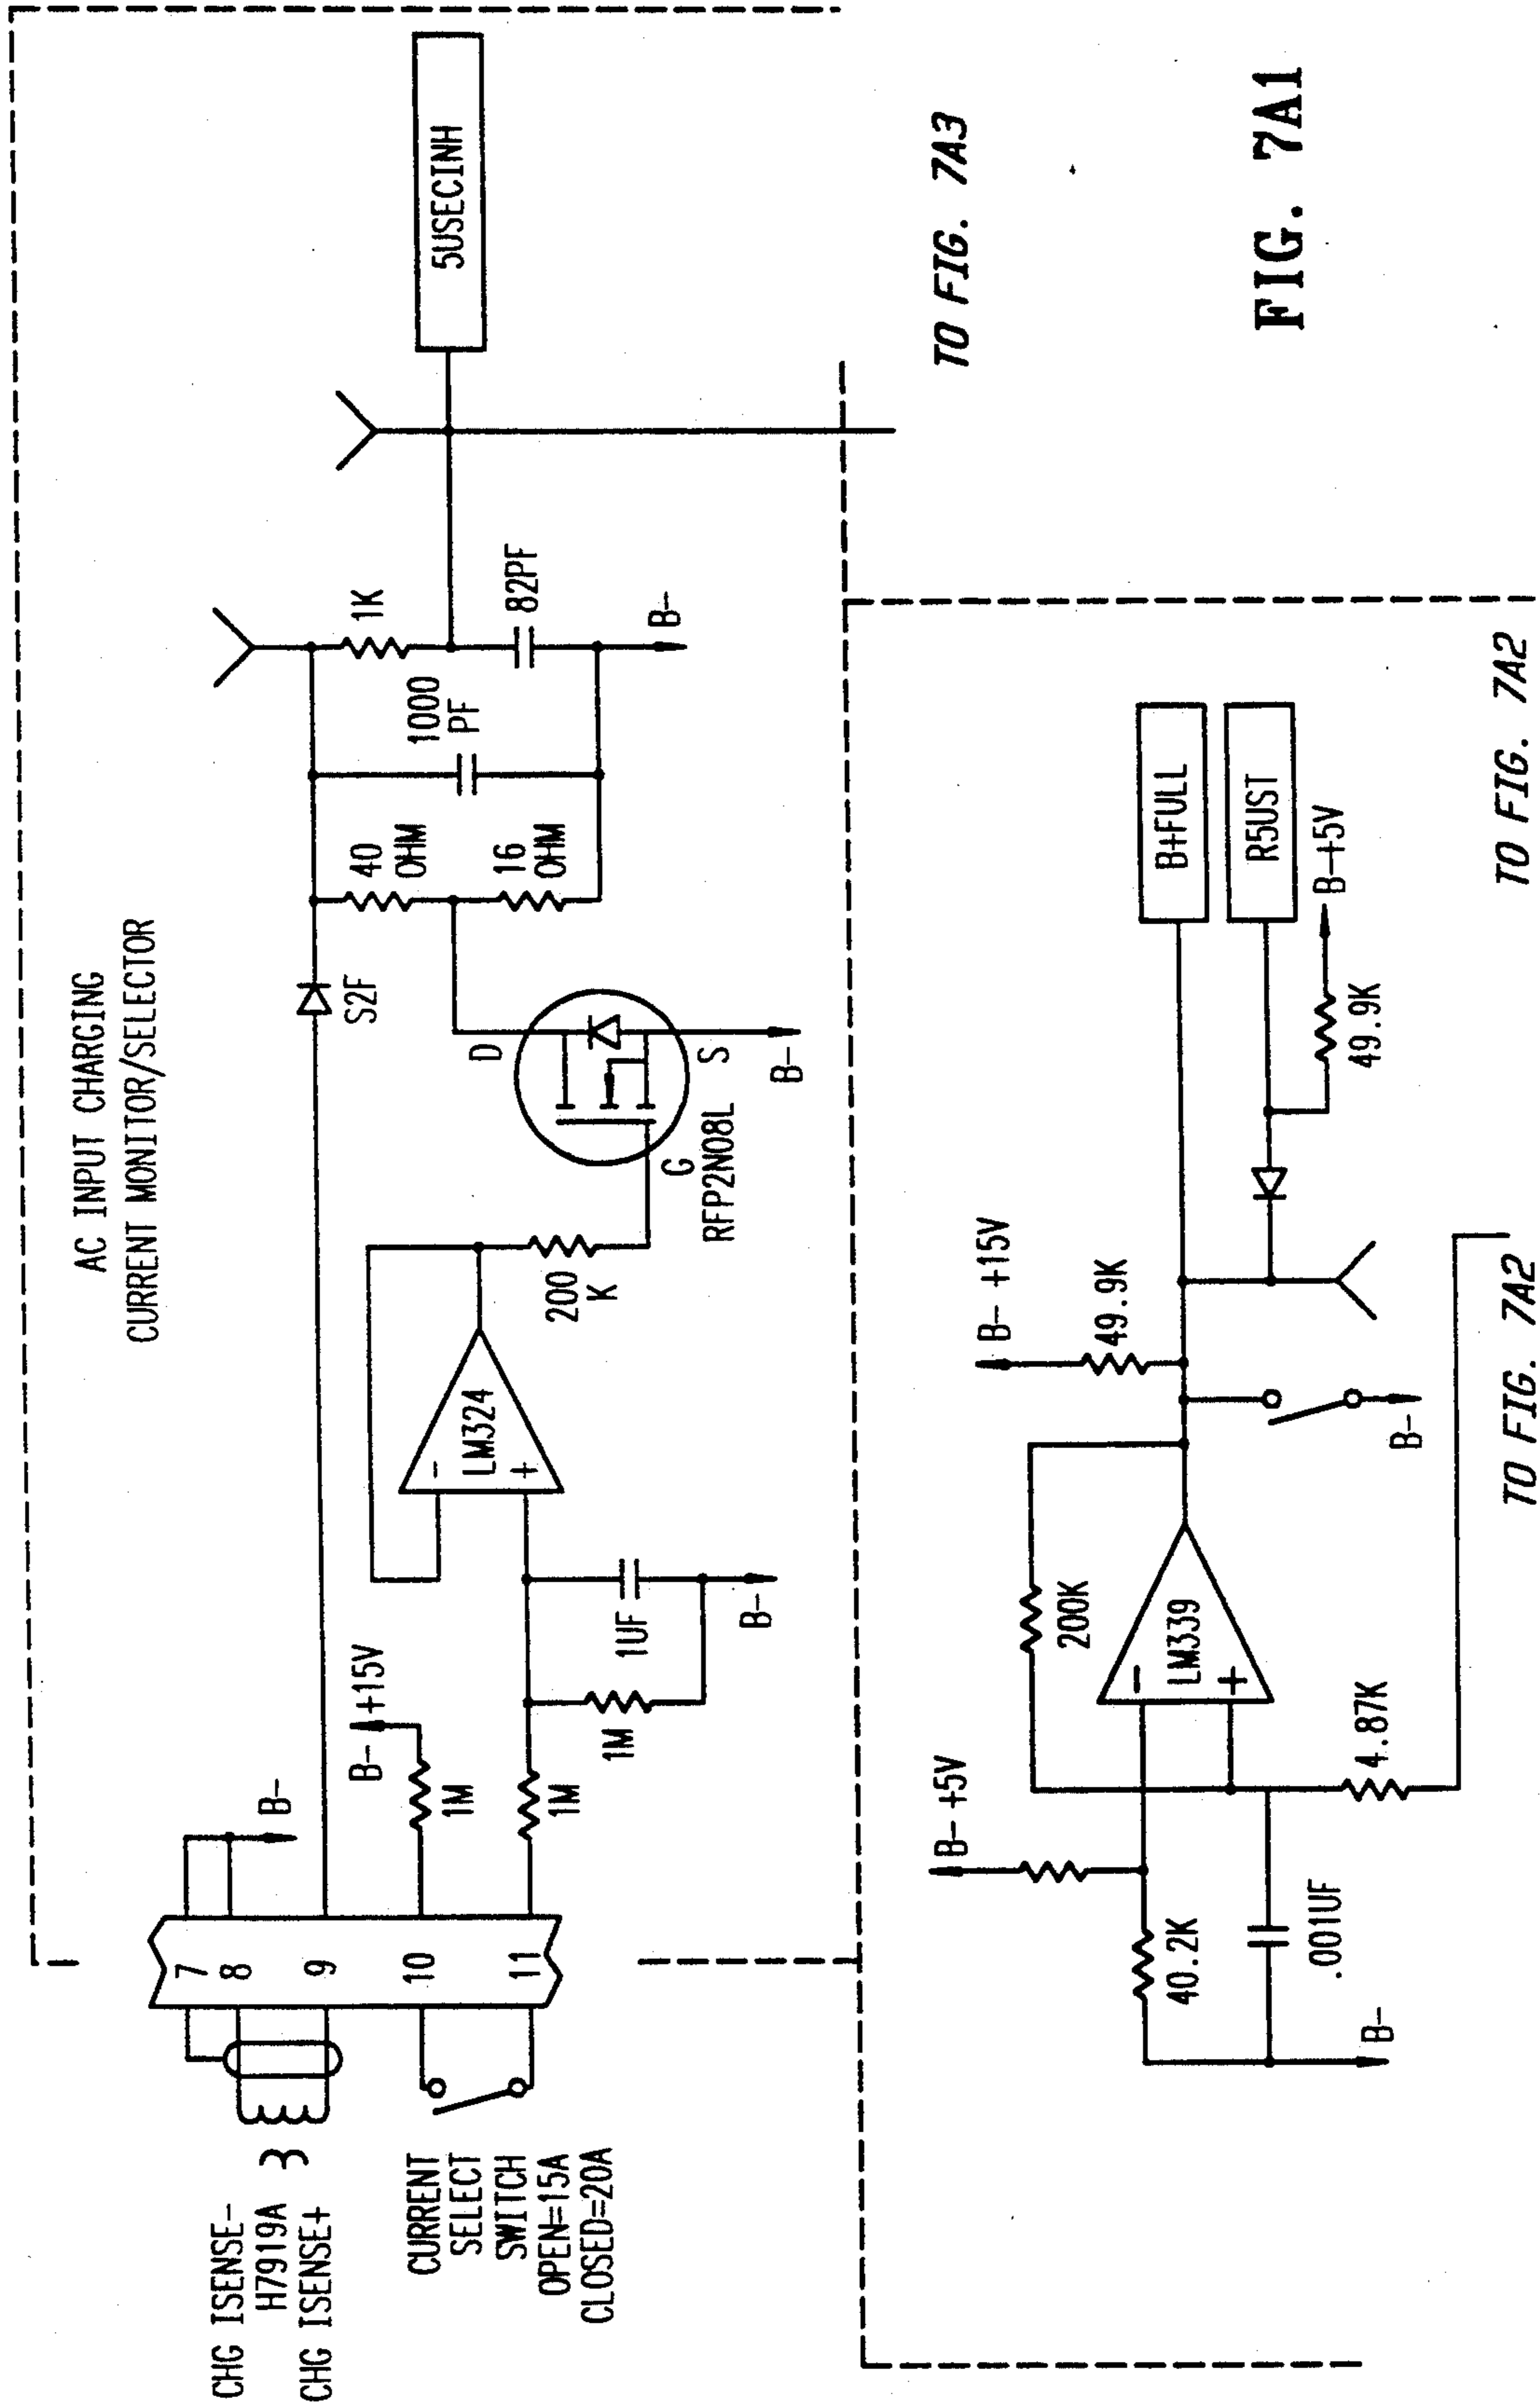 AC INPUT CHARGING
CURRENT MONITOR/SELECTOR
CHG ISENSE-
H7919A
CHG ISENSE+
3
7
8
9
10
11
B-
CURRENT
SELECT
SWITCH
OPEN=15A
CLOSED=20A
B- +15V
1M
1M
1M
1UF
B-
-
+
LM324
200
K
S2F
D
G
S
RFP2N08L
B-
40
OHM
16
OHM
1000
PF
1K
82PF
B-
5USECINH
TO FIG. 7A3
B- +5V
40.2K
.001UF
B-
-
+
LM339
200K
4.87K
B- +15V
49.9K
B-
B+FULL
R5UST
B-+5V
49.9K
TO FIG. 7A2
TO FIG. 7A2
FIG. 7A1